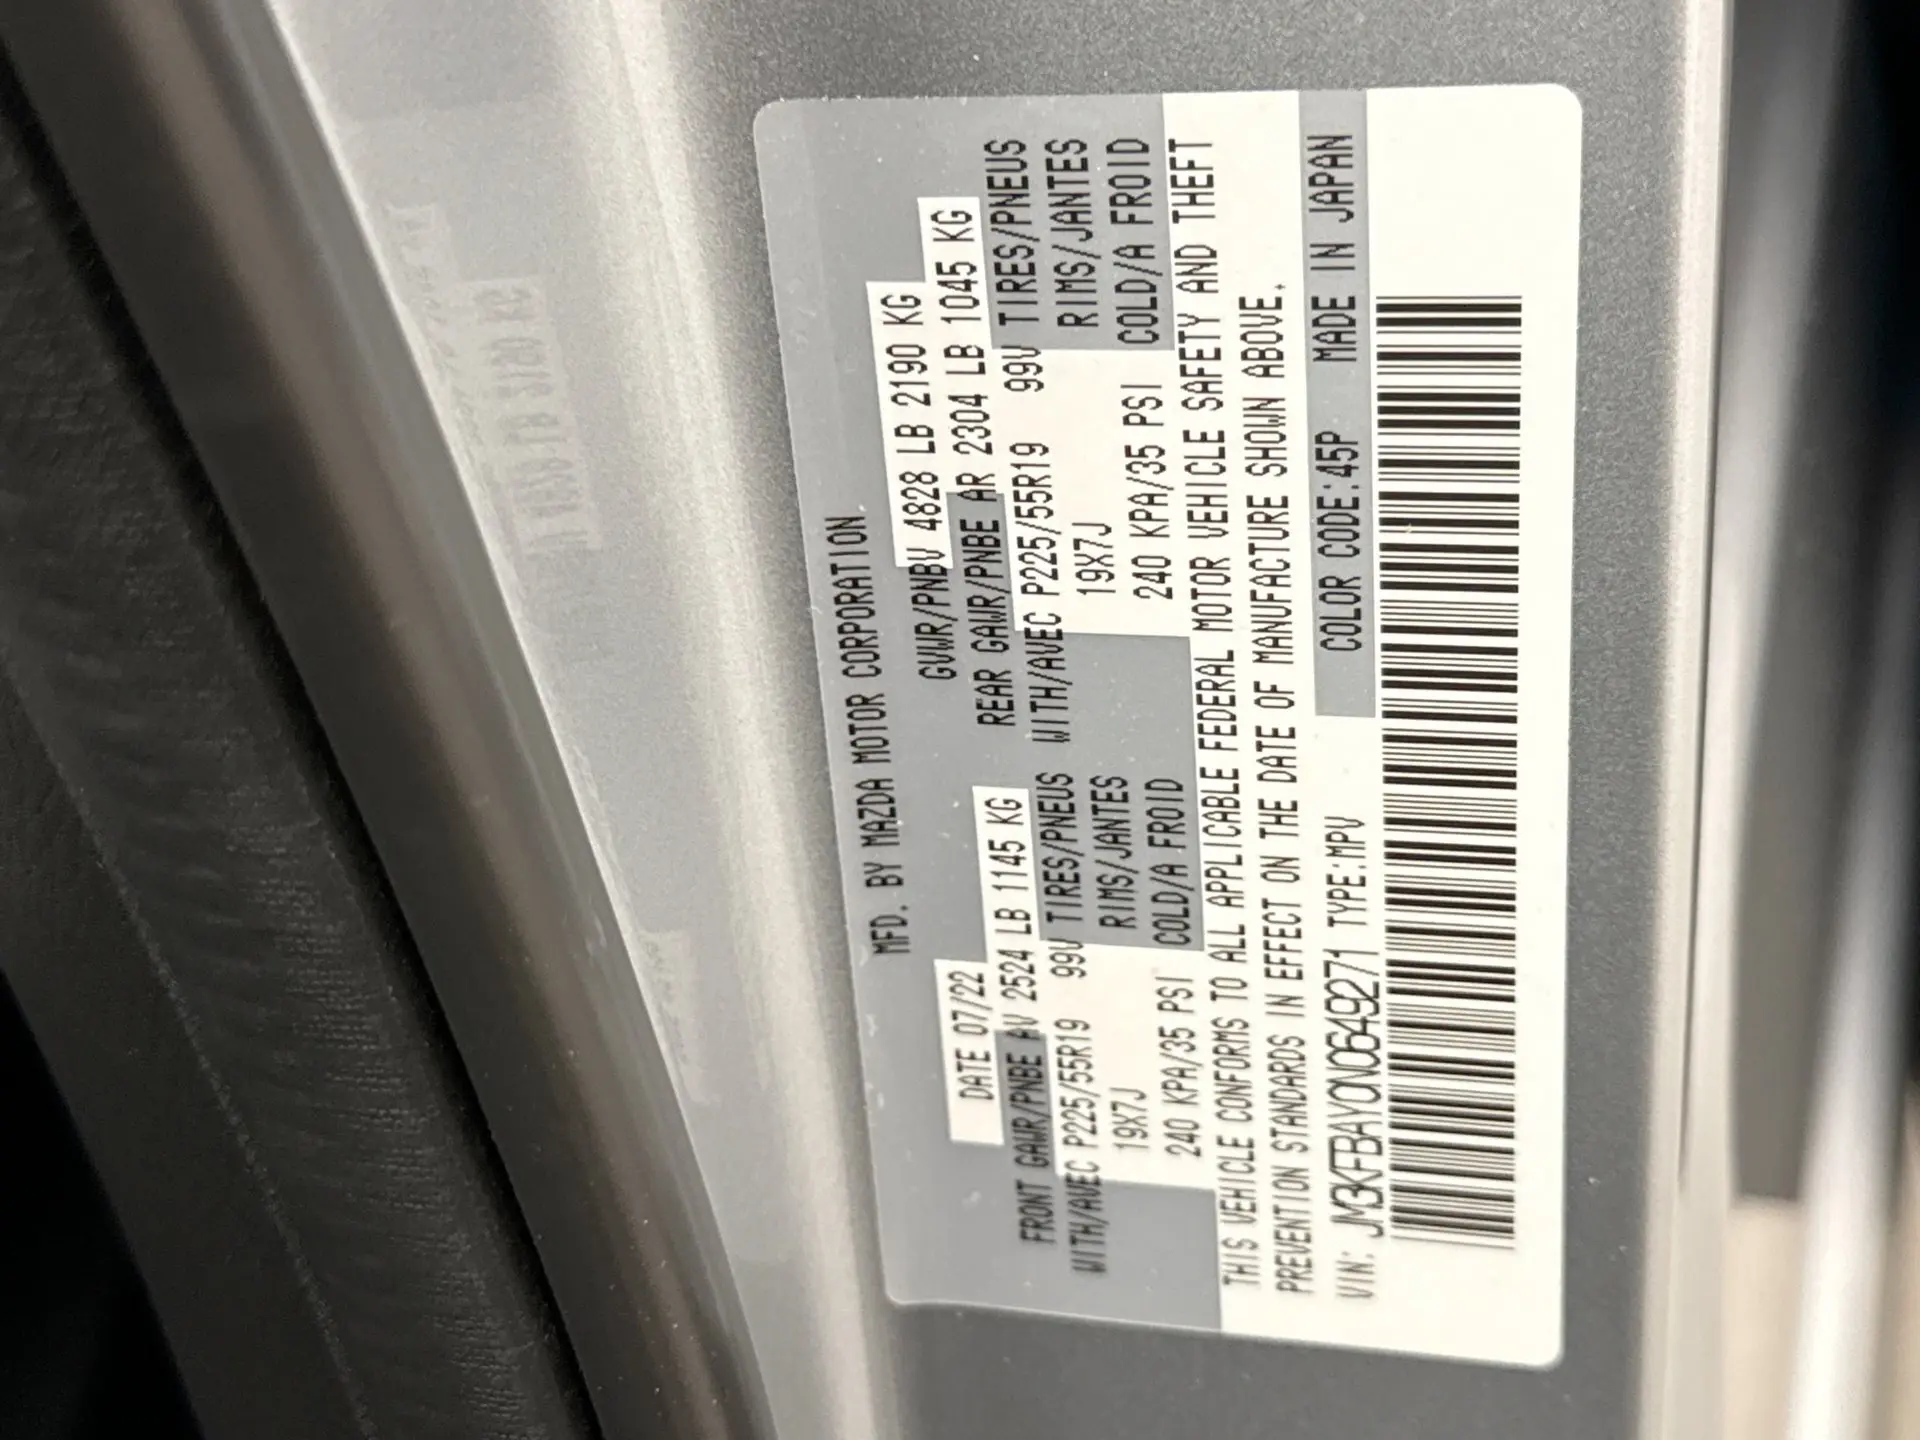 MFD. BY MAZDA MOTOR CORPORATION
DATE 07/22 GVWR/PNBV 4828 LB 2190 KG
FRONT GAWR/PNBE AV 2524 LB 1145 KG REAR GAWR/PNBE AR 2304 LB 1045 KG
WITH/AVEC P225/55R19 99V TIRES/PNEUS WITH/AVEC P225/55R19 99V TIRES/PNEUS
19X7J RIMS/JANTES 19X7J RIMS/JANTES
240 KPA/35 PSI COLD/A FROID 240 KPA/35 PSI COLD/A FROID
THIS VEHICLE CONFORMS TO ALL APPLICABLE FEDERAL MOTOR VEHICLE SAFETY AND THEFT
PREVENTION STANDARDS IN EFFECT ON THE DATE OF MANUFACTURE SHOWN ABOVE.
VIN: JM3KFBAY0N0649271 TYPE:MPV COLOR CODE:45P MADE IN JAPAN